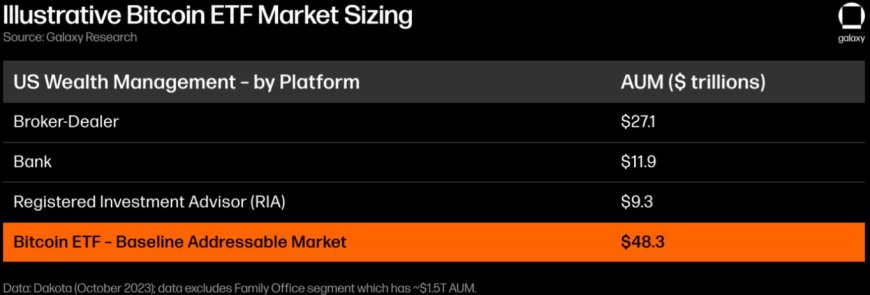 Illustrative Bitcoin ETF Market Sizing
Source: Galaxy Research
galaxy
US Wealth Management – by Platform AUM ($ trillions)
Broker-Dealer $27.1
Bank $11.9
Registered Investment Advisor (RIA) $9.3
Bitcoin ETF – Baseline Addressable Market $48.3
Data: Dakota (October 2023); data excludes Family Office segment which has ~$1.5T AUM.